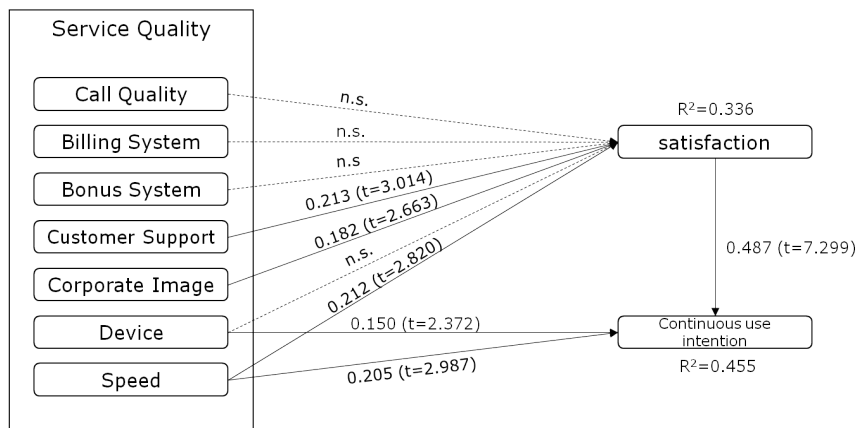 Service Quality
Call Quality
Billing System
Bonus System
Customer Support
Corporate Image
Device
Speed
n.s.
n.s.
n.s
0.213 (t=3.014)
0.182 (t=2.663)
n.s.
0.212 (t=2.820)
0.150 (t=2.372)
0.205 (t=2.987)
R²=0.336
satisfaction
0.487 (t=7.299)
Continuous use
intention
R²=0.455